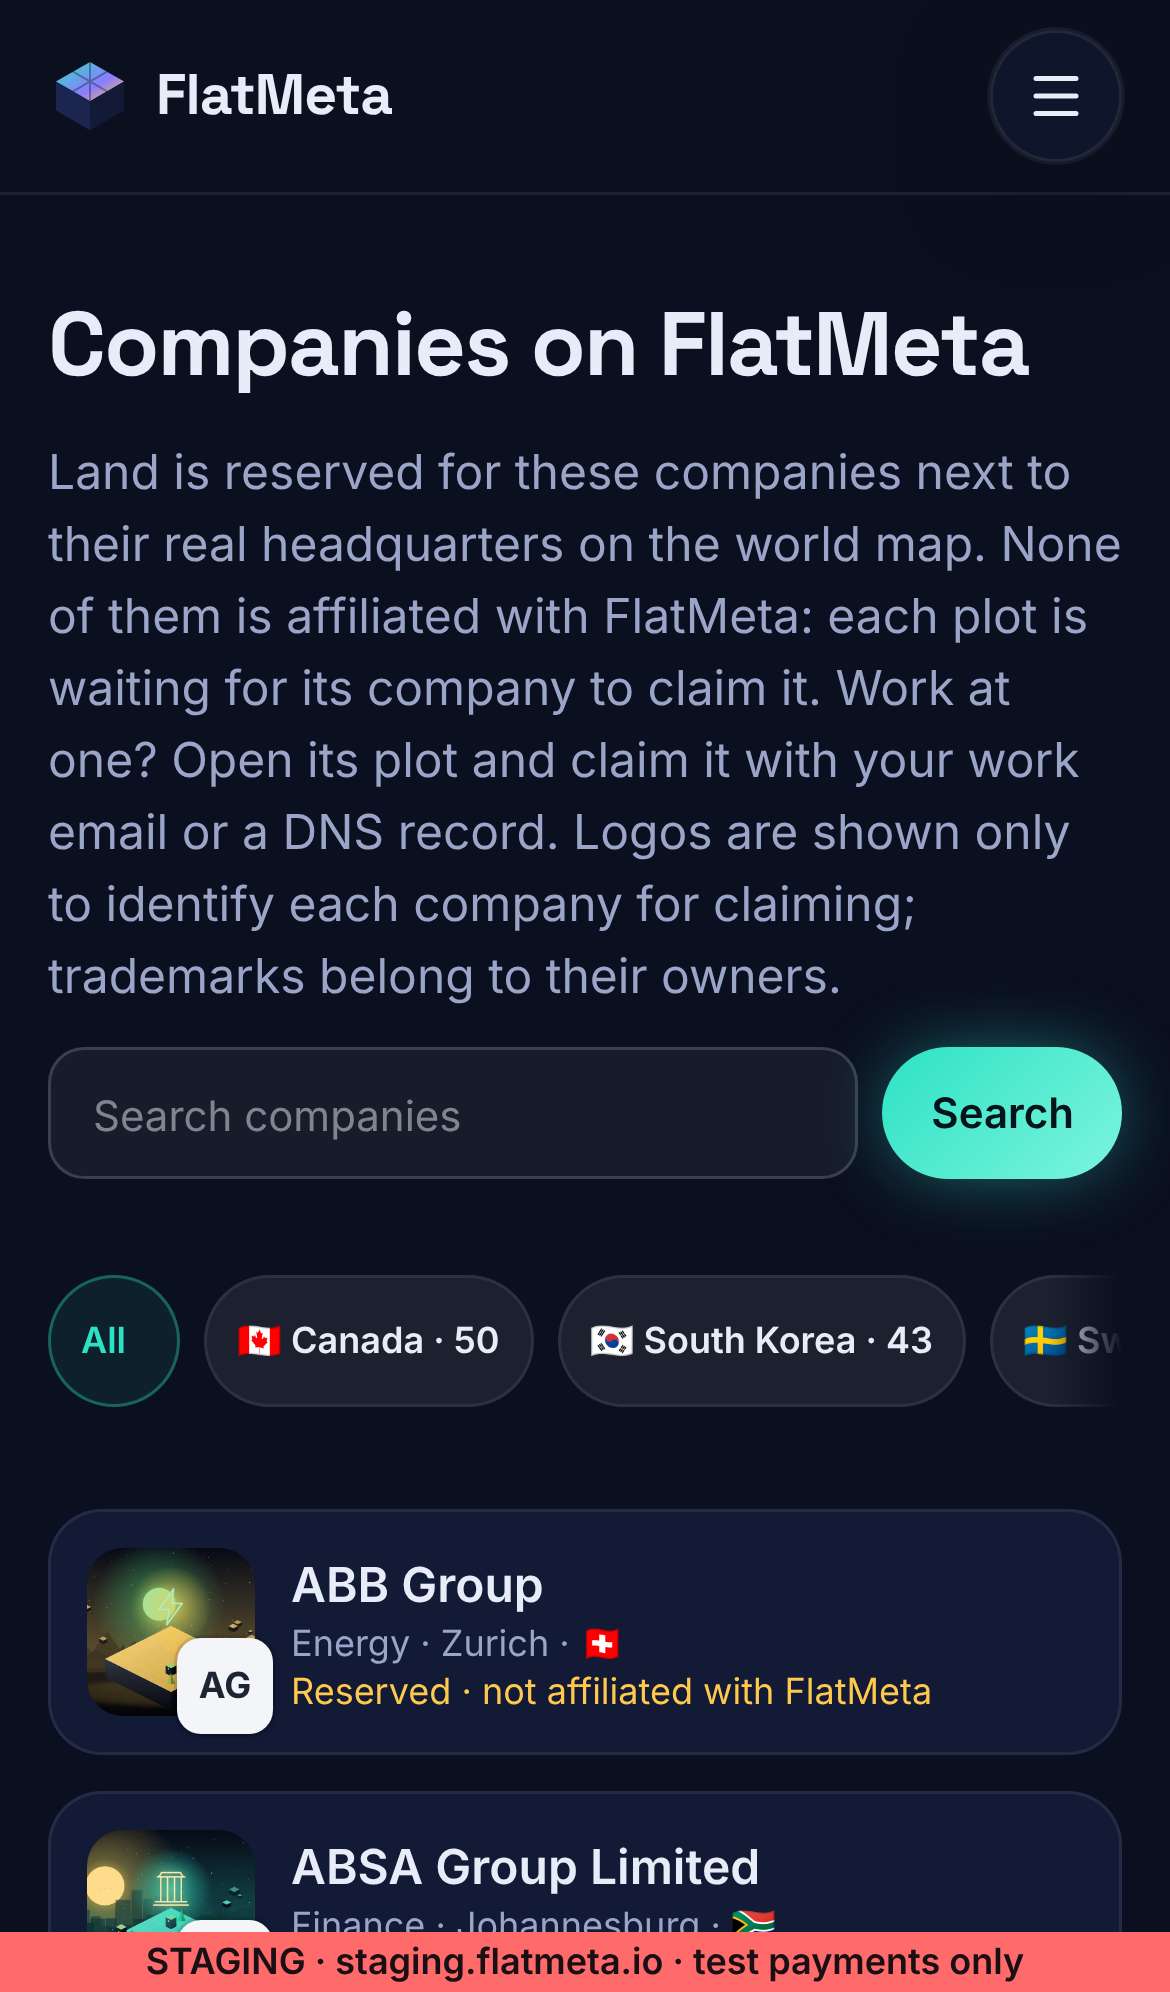 FlatMeta
Companies on FlatMeta
Land is reserved for these companies next to
their real headquarters on the world map. None
of them is affiliated with FlatMeta: each plot is
waiting for its company to claim it. Work at
one? Open its plot and claim it with your work
email or a DNS record. Logos are shown only
to identify each company for claiming;
trademarks belong to their owners.
Search companies
Search
All
Canada · 50
South Korea · 43
ABB Group
Energy · Zurich ·
AG
Reserved · not affiliated with FlatMeta
ABSA Group Limited
Finance · Johannesburg ·
STAGING · staging.flatmeta.io · test payments only